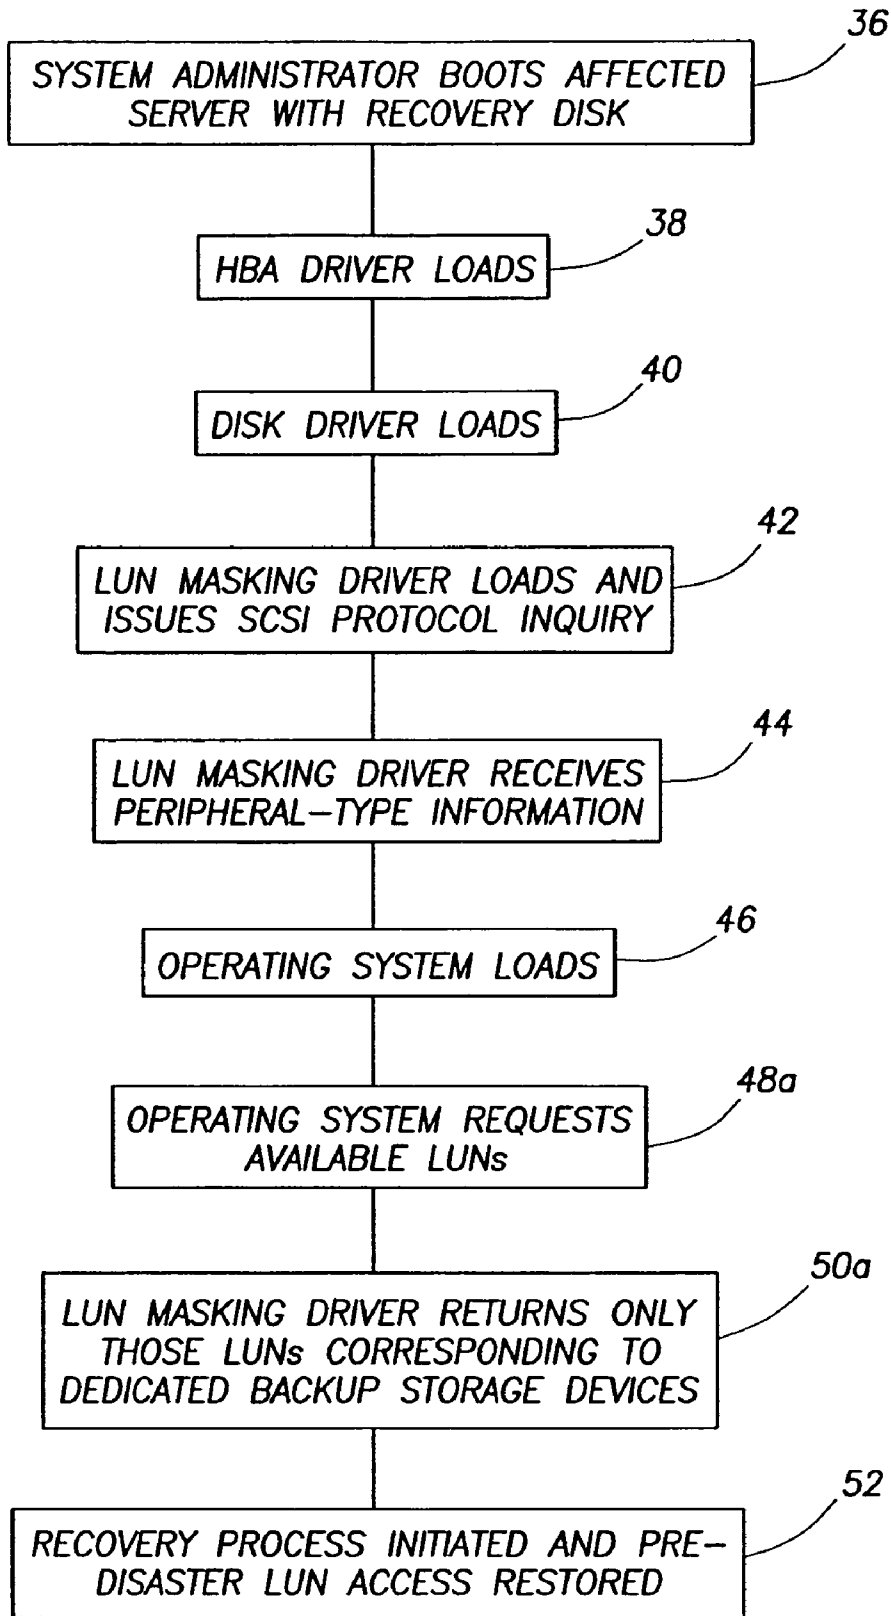 36
SYSTEM ADMINISTRATOR BOOTS AFFECTED
SERVER WITH RECOVERY DISK
38
HBA DRIVER LOADS
40
DISK DRIVER LOADS
42
LUN MASKING DRIVER LOADS AND
ISSUES SCSI PROTOCOL INQUIRY
44
LUN MASKING DRIVER RECEIVES
PERIPHERAL-TYPE INFORMATION
46
OPERATING SYSTEM LOADS
48a
OPERATING SYSTEM REQUESTS
AVAILABLE LUNs
50a
LUN MASKING DRIVER RETURNS ONLY
THOSE LUNs CORRESPONDING TO
DEDICATED BACKUP STORAGE DEVICES
52
RECOVERY PROCESS INITIATED AND PRE-
DISASTER LUN ACCESS RESTORED